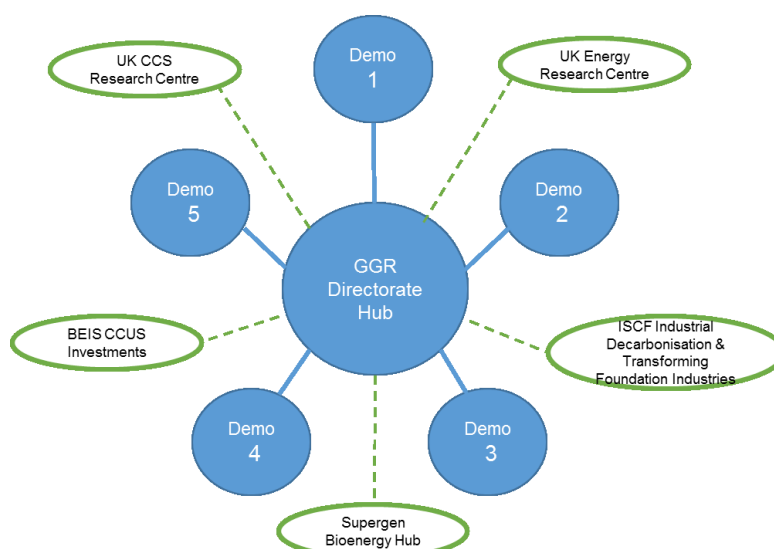 UK CCS
Research Centre
Demo
1
UK Energy
Research Centre
Demo
5
Demo
2
GGR
Directorate
Hub
BEIS CCUS
Investments
ISCF Industrial
Decarbonisation &
Transforming
Foundation Industries
Demo
4
Demo
3
Supergen
Bioenergy Hub